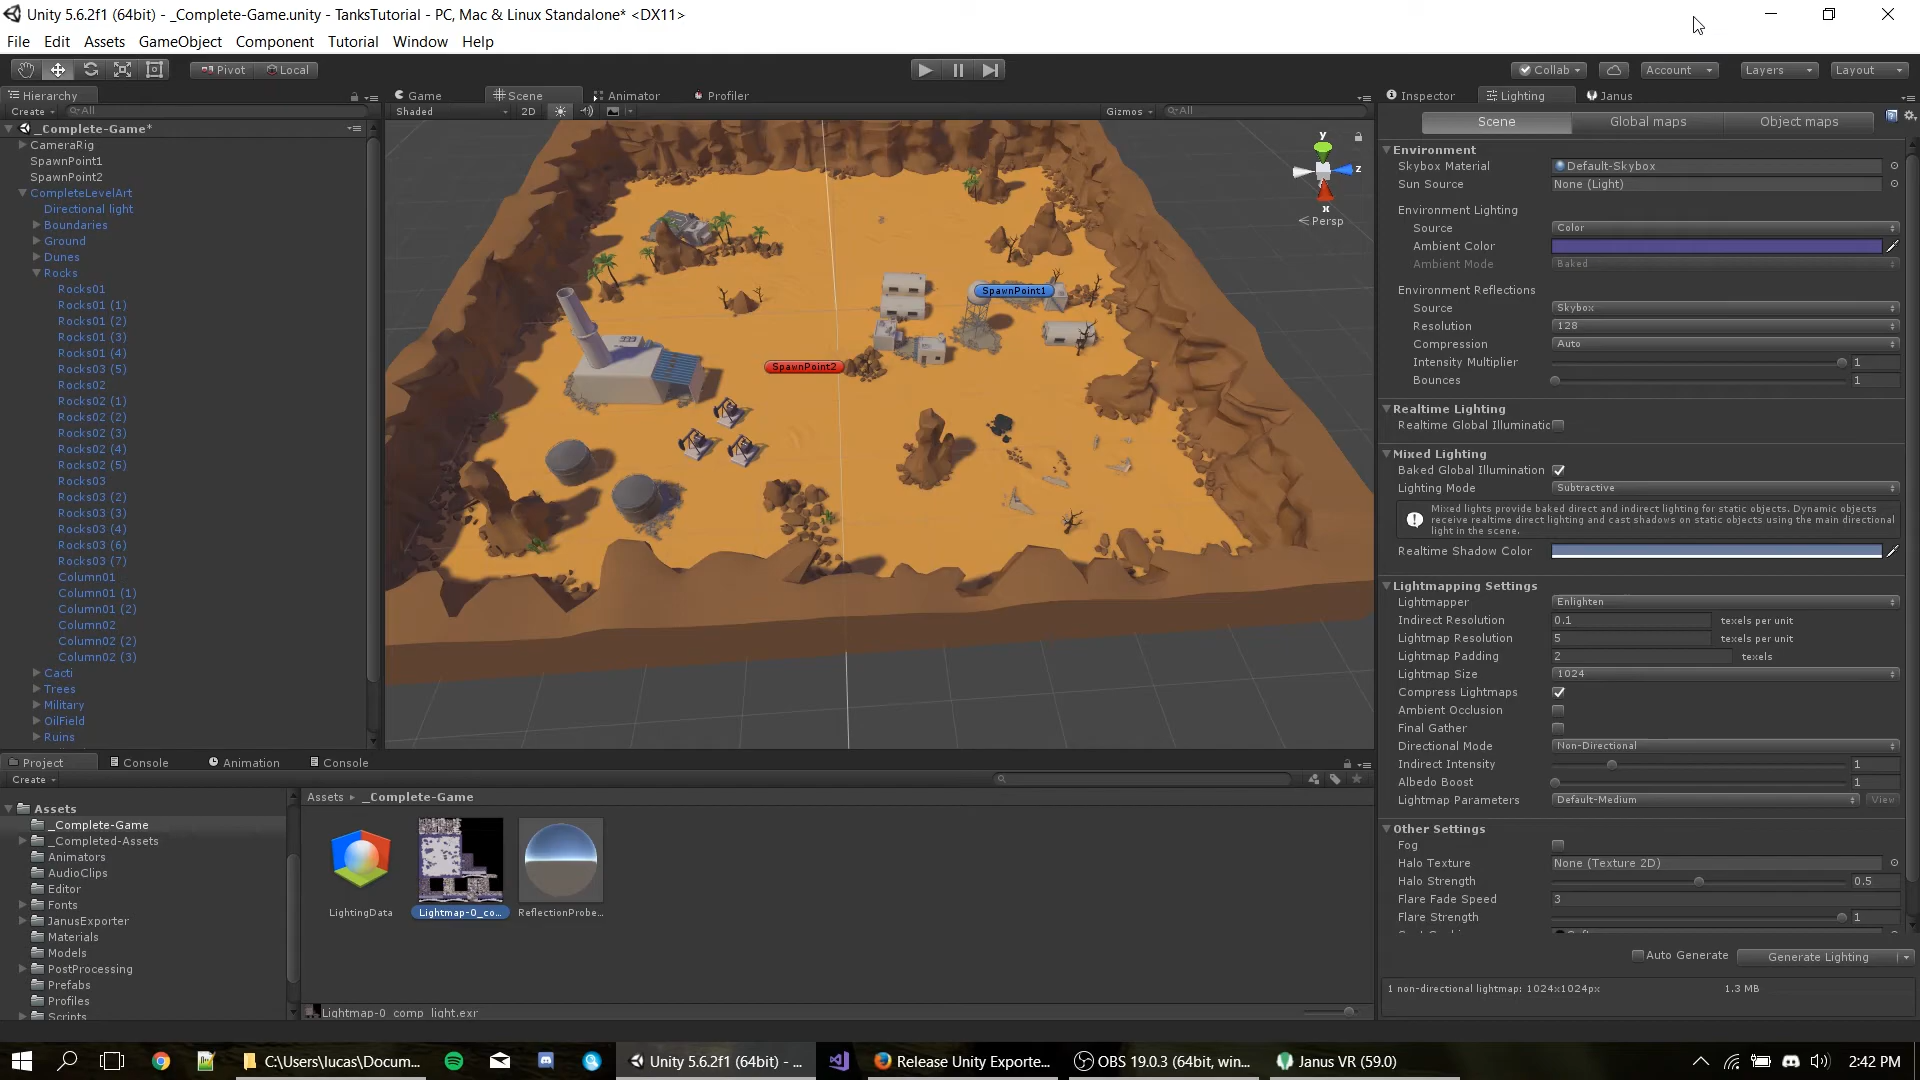 Unity 5.6.2f1 (64bit) - _Complete-Game.unity - TanksTutorial - PC, Mac & Linux Standalone* <DX11>
File Edit Assets GameObject Component Tutorial Window Help
Pivot Local Collab Account Layers Layout
Hierarchy Game Scene Animator Profiler Inspector Lighting Janus
Create All Shaded 2D Gizmos All
Scene Global maps Object maps
_Complete-Game*
CameraRig
SpawnPoint1
SpawnPoint2
CompleteLevelArt
Directional light
Boundaries
Ground
Dunes
Rocks
Rocks01
Rocks01 (1)
Rocks01 (2)
Rocks01 (3)
Rocks01 (4)
Rocks03 (5)
Rocks02
Rocks02 (1)
Rocks02 (2)
Rocks02 (3)
Rocks02 (4)
Rocks02 (5)
Rocks03
Rocks03 (2)
Rocks03 (3)
Rocks03 (4)
Rocks03 (6)
Rocks03 (7)
Column01
Column01 (1)
Column01 (2)
Column02
Column02 (2)
Column02 (3)
Cacti
Trees
Military
OilField
Ruins
y
z
x
Persp
SpawnPoint1
SpawnPoint2
Environment
Skybox Material Default-Skybox
Sun Source None (Light)
Environment Lighting
Source Color
Ambient Color
Ambient Mode Baked
Environment Reflections
Source Skybox
Resolution 128
Compression Auto
Intensity Multiplier 1
Bounces 1
Realtime Lighting
Realtime Global Illuminatic
Mixed Lighting
Baked Global Illumination
Lighting Mode Subtractive
Mixed lights provide baked direct and indirect lighting for static objects. Dynamic objects
receive realtime direct lighting and cast shadows on static objects using the main directional
light in the scene.
Realtime Shadow Color
Lightmapping Settings
Lightmapper Enlighten
Indirect Resolution 0.1 texels per unit
Lightmap Resolution 5 texels per unit
Lightmap Padding 2 texels
Lightmap Size 1024
Compress Lightmaps
Ambient Occlusion
Final Gather
Directional Mode Non-Directional
Indirect Intensity 1
Albedo Boost 1
Lightmap Parameters Default-Medium View
Other Settings
Fog
Halo Texture None (Texture 2D)
Halo Strength 0.5
Flare Fade Speed 3
Flare Strength 1
Auto Generate Generate Lighting
1 non-directional lightmap: 1024x1024px 1.3 MB
Project Console Animation Console
Create
Assets
_Complete-Game
_Completed-Assets
Animators
AudioClips
Editor
Fonts
JanusExporter
Materials
Models
PostProcessing
Prefabs
Profiles
Scripts
Assets _Complete-Game
LightingData Lightmap-0_co... ReflectionProbe...
Lightmap-0_comp_light.exr
C:\Users\lucas\Docum... Unity 5.6.2f1 (64bit) - ... Release Unity Exporte... OBS 19.0.3 (64bit, win... Janus VR (59.0) 2:42 PM